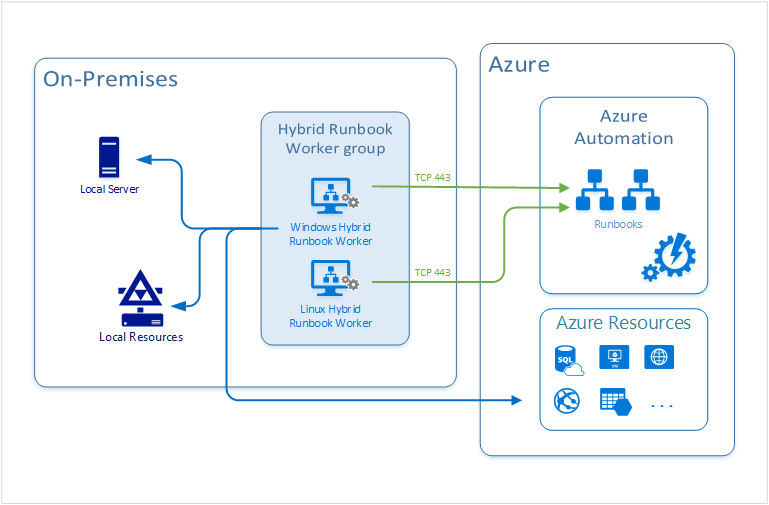 On-Premises
Local Server
Local Resources
Hybrid Runbook
Worker group
Windows Hybrid
Runbook Worker
Linux Hybrid
Runbook Worker
TCP 443
TCP 443
Azure
Azure
Automation
Runbooks
Azure Resources
SQL
VM
. . .